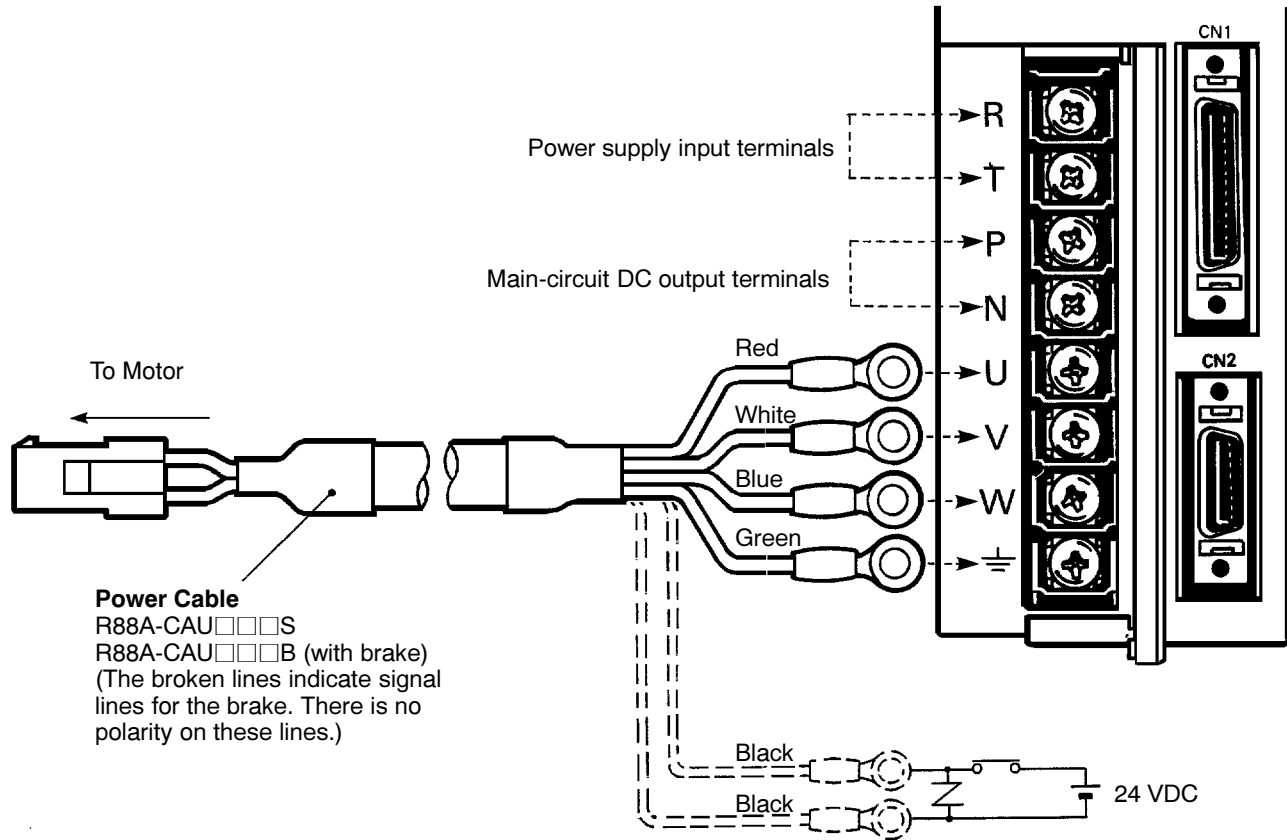 CN1
R
Power supply input terminals
T
P
Main-circuit DC output terminals
N
Red
U
CN2
To Motor
White
V
Blue
W
Green
Power Cable
R88A-CAU□□□S
R88A-CAU□□□B (with brake)
(The broken lines indicate signal
lines for the brake. There is no
polarity on these lines.)
Black
24 VDC
Black